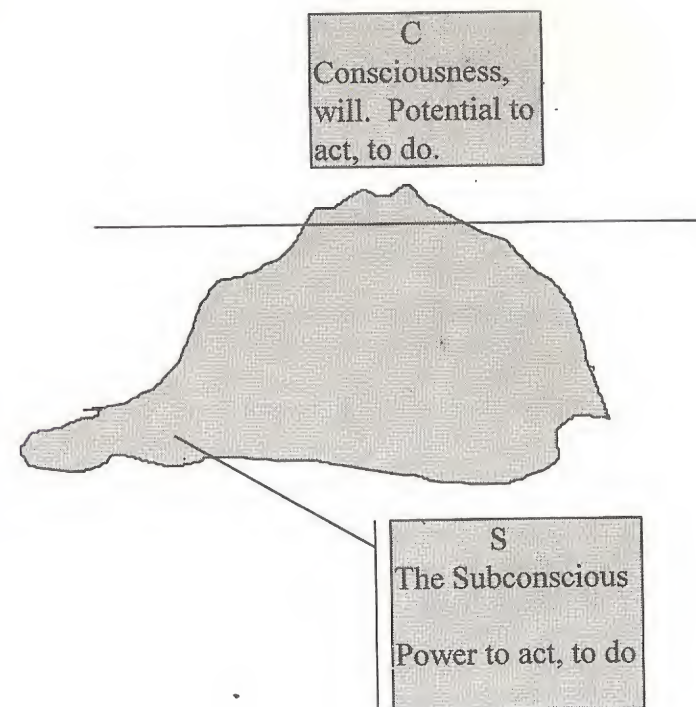 C
Consciousness,
will. Potential to
act, to do.
S
The Subconscious
Power to act, to do